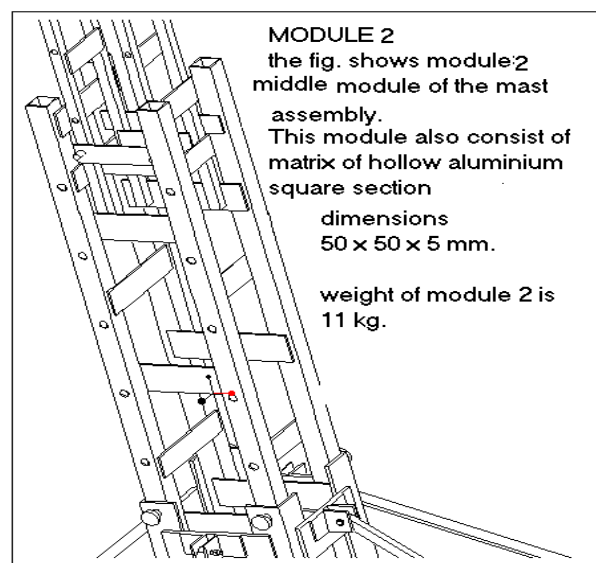 MODULE 2
the fig. shows module:2
middle module of the mast
assembly.
This module also consist of
matrix of hollow aluminium
square section
dimensions
50 x 50 x 5 mm.
weight of module 2 is
11 kg.